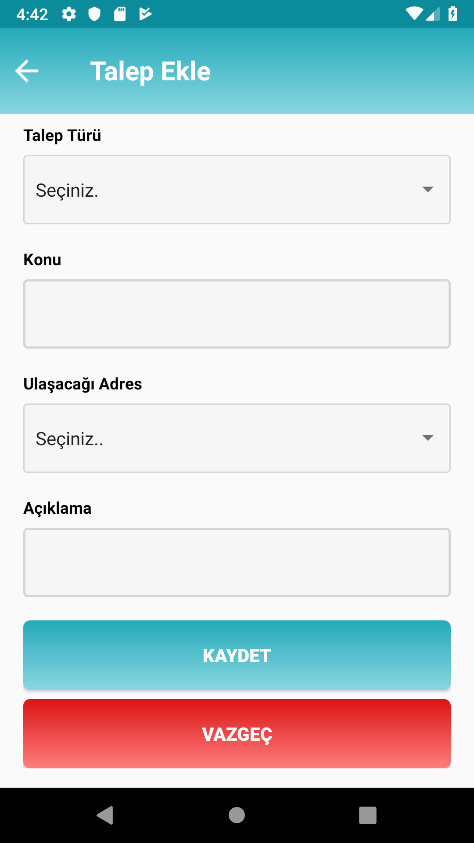 4:42
Talep Ekle
Talep Türü
Seçiniz.
Konu
Ulaşacağı Adres
Seçiniz..
Açıklama
KAYDET
VAZGEÇ